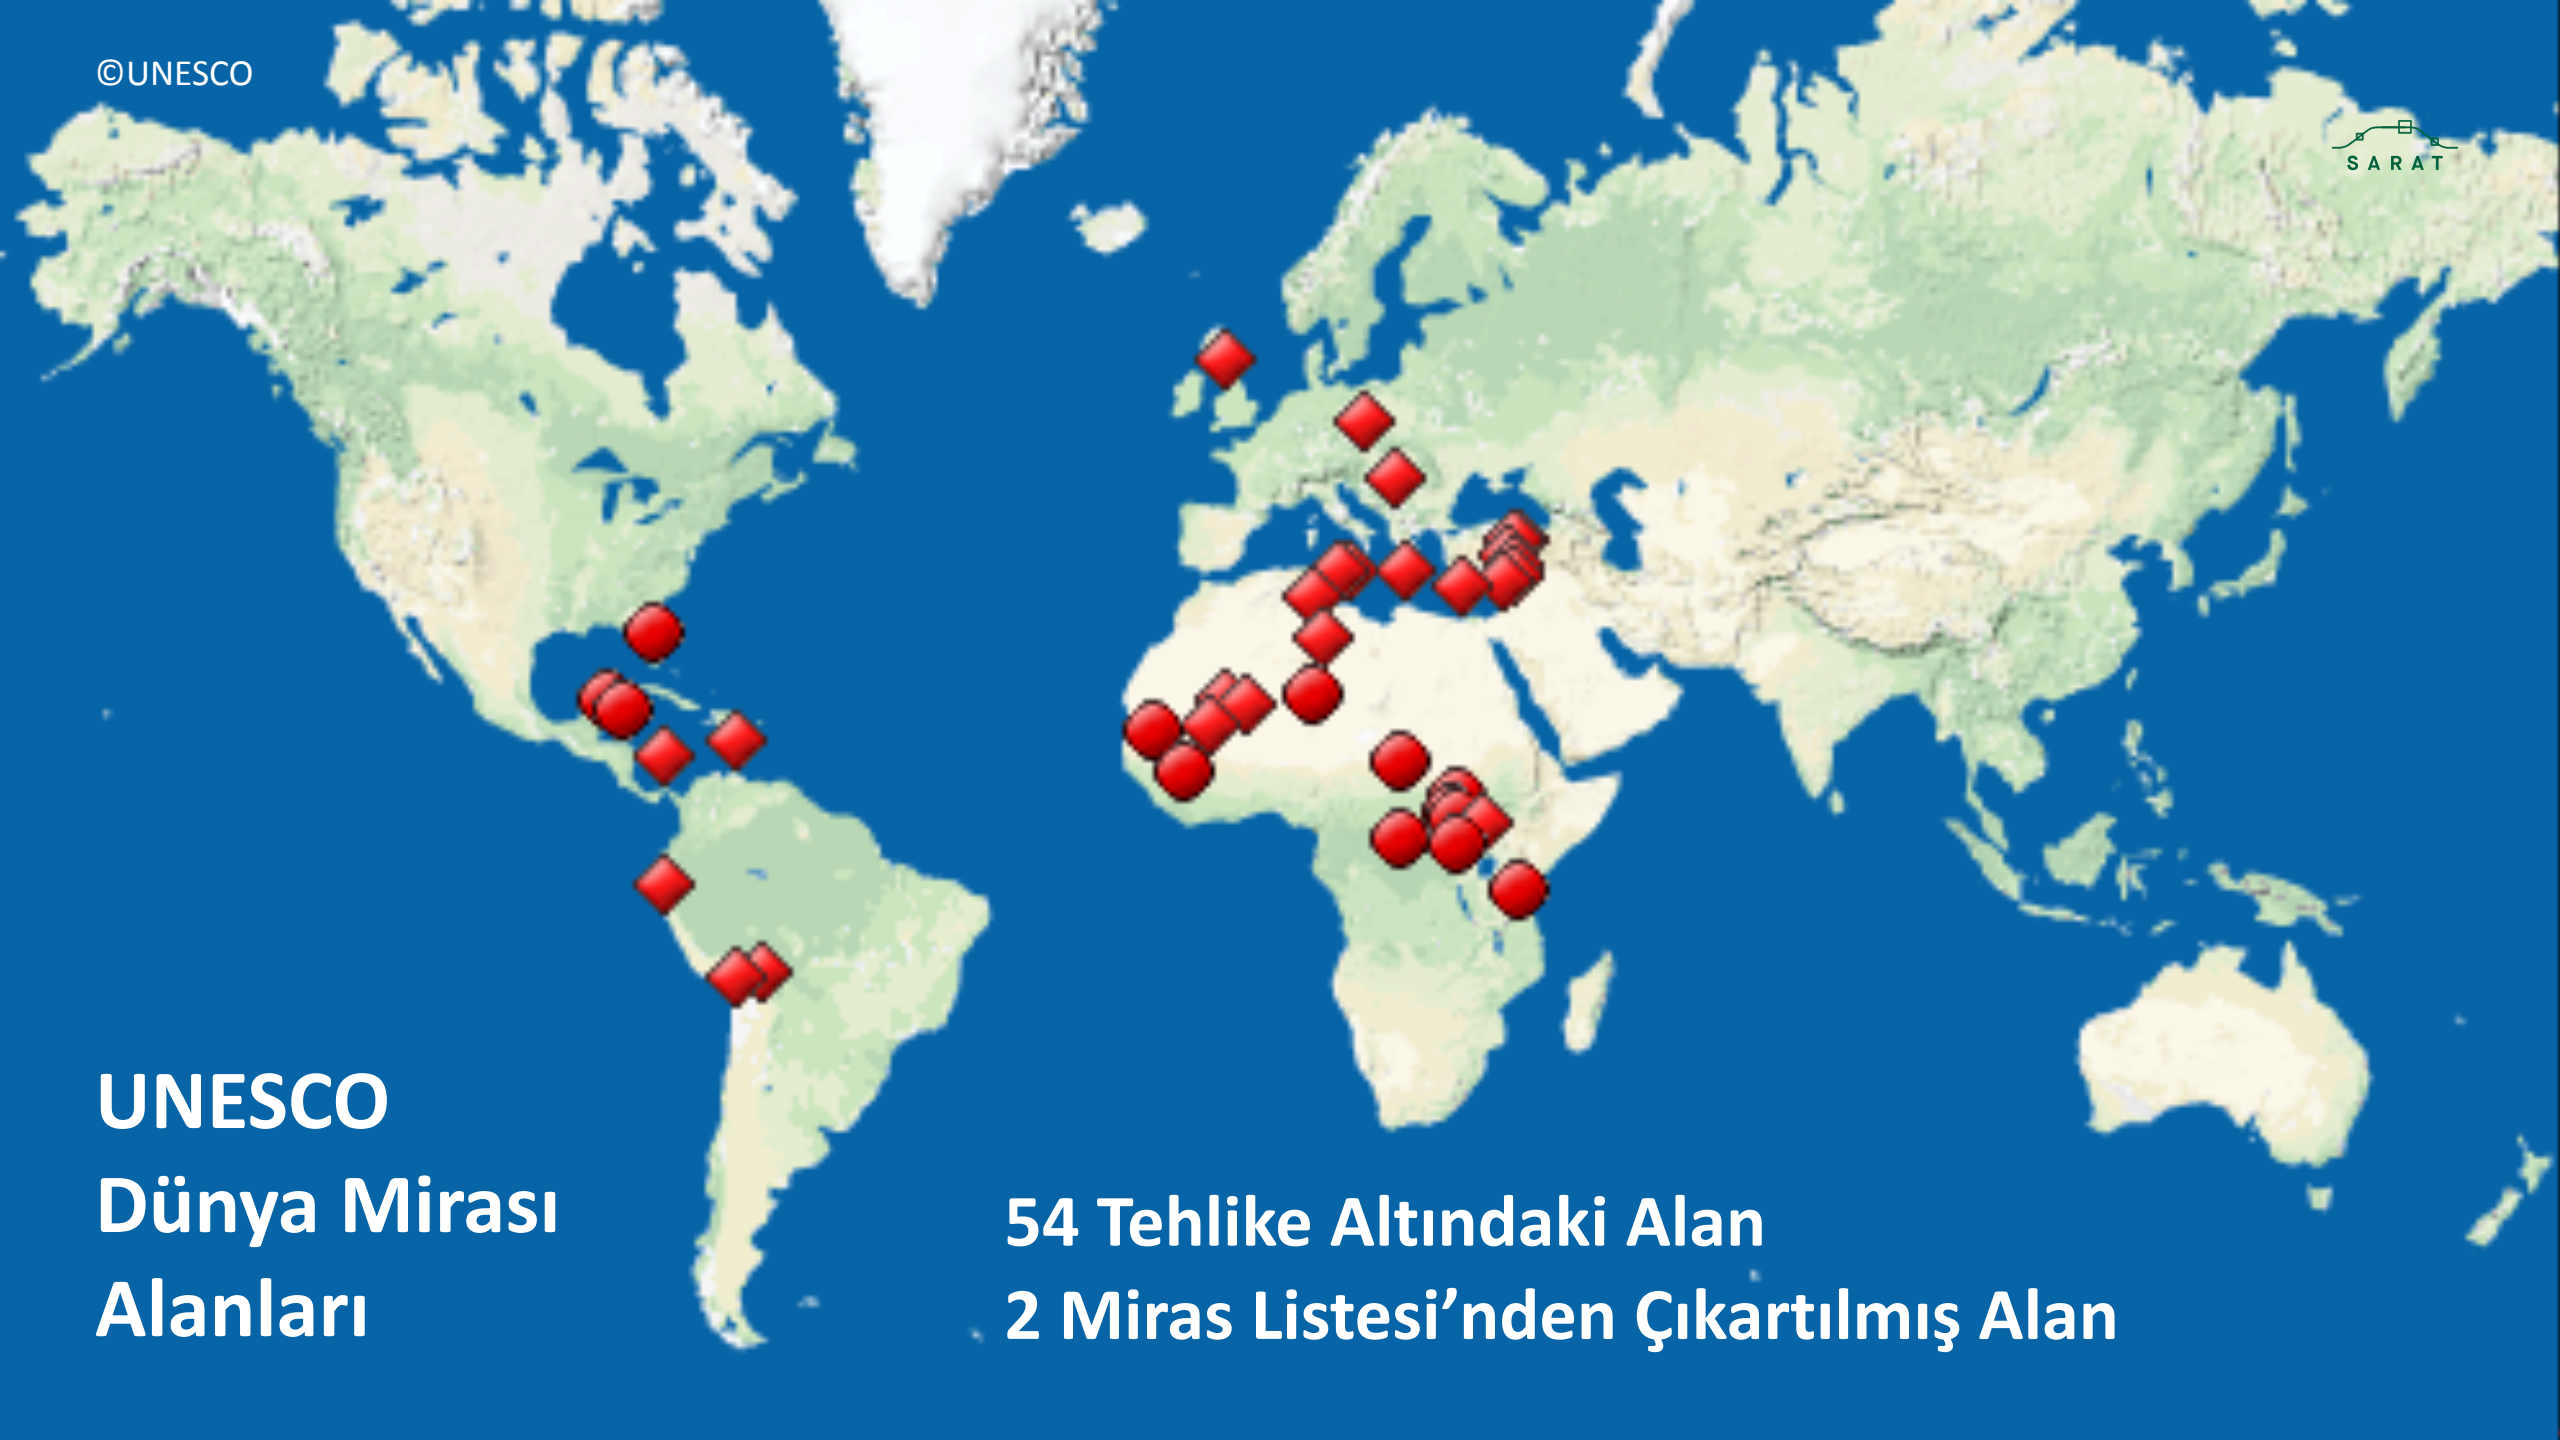 ©UNESCO
SARAT
UNESCO
Dünya Mirası
Alanları
54 Tehlike Altındaki Alan
2 Miras Listesi’nden Çıkartılmış Alan